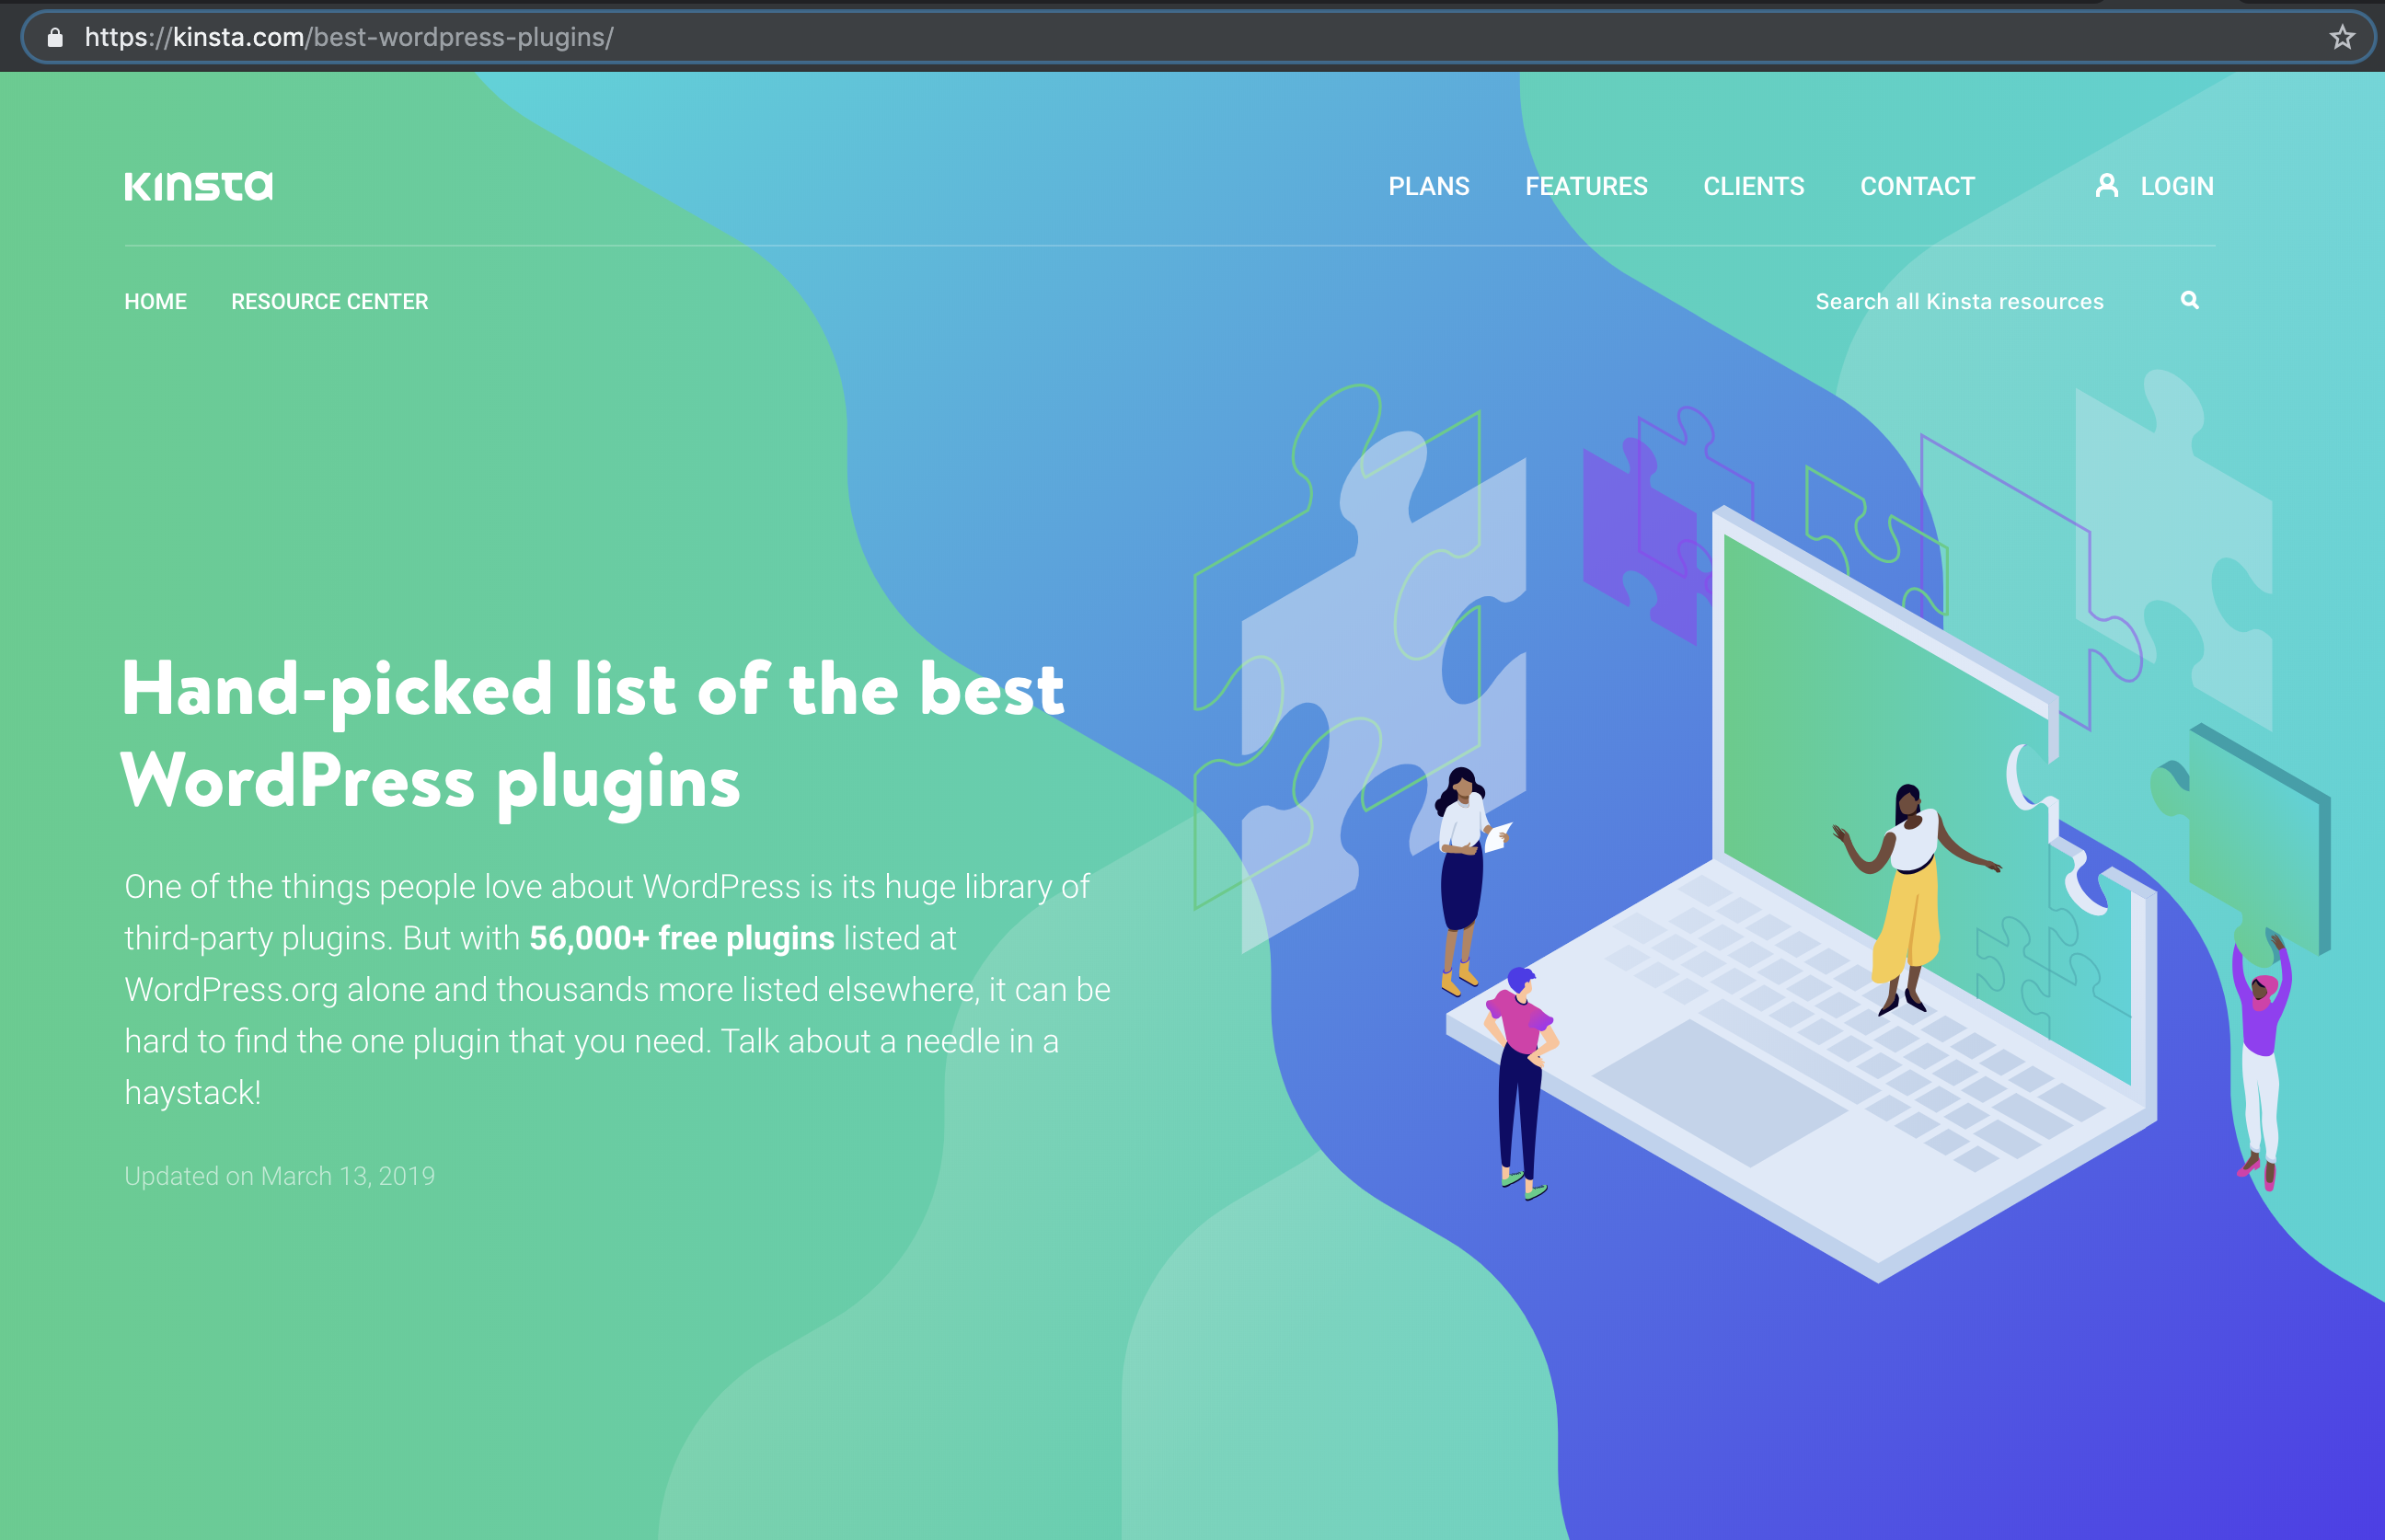 https://kinsta.com/best-wordpress-plugins/
KINSTA
PLANS FEATURES CLIENTS CONTACT LOGIN
HOME RESOURCE CENTER Search all Kinsta resources
Hand-picked list of the best
WordPress plugins
One of the things people love about WordPress is its huge library of
third-party plugins. But with 56,000+ free plugins listed at
WordPress.org alone and thousands more listed elsewhere, it can be
hard to find the one plugin that you need. Talk about a needle in a
haystack!
Updated on March 13, 2019